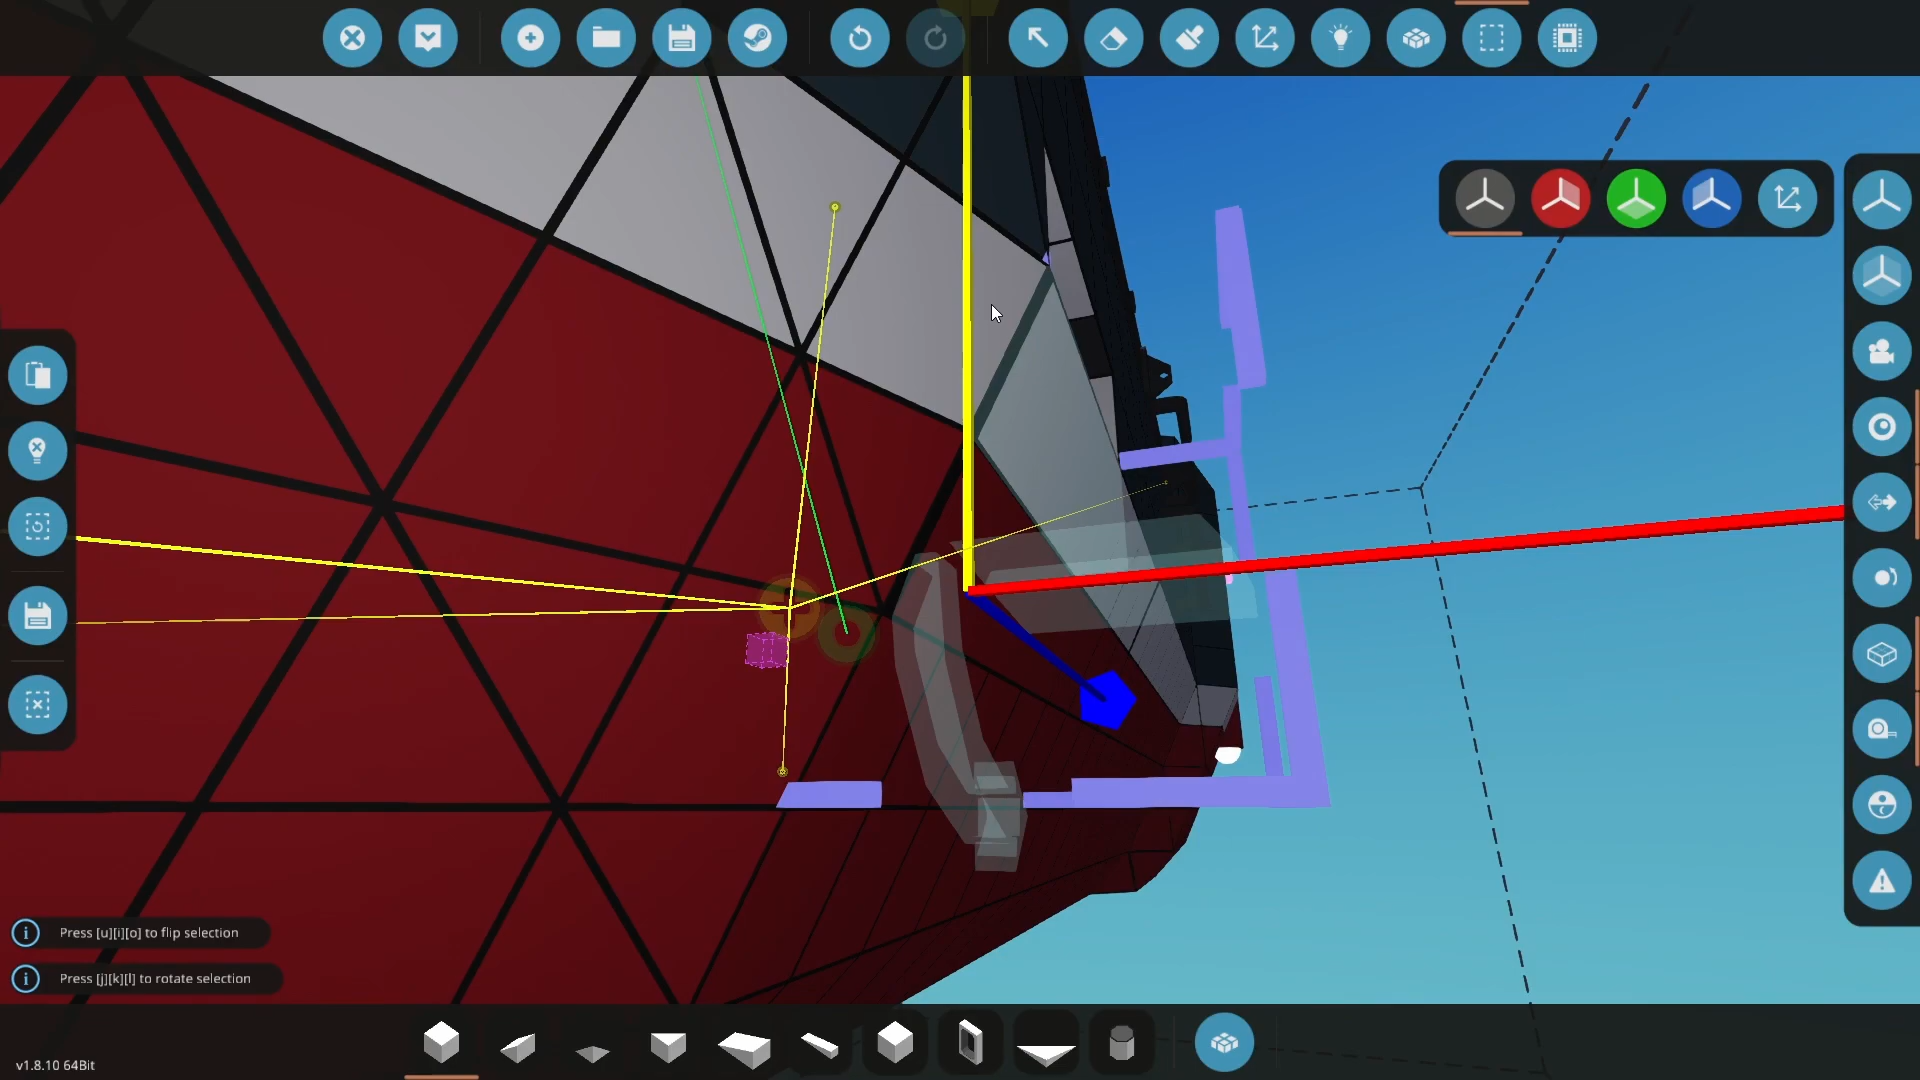 Press [u][i][o] to flip selection
Press [j][k][l] to rotate selection
v1.8.10 64Bit